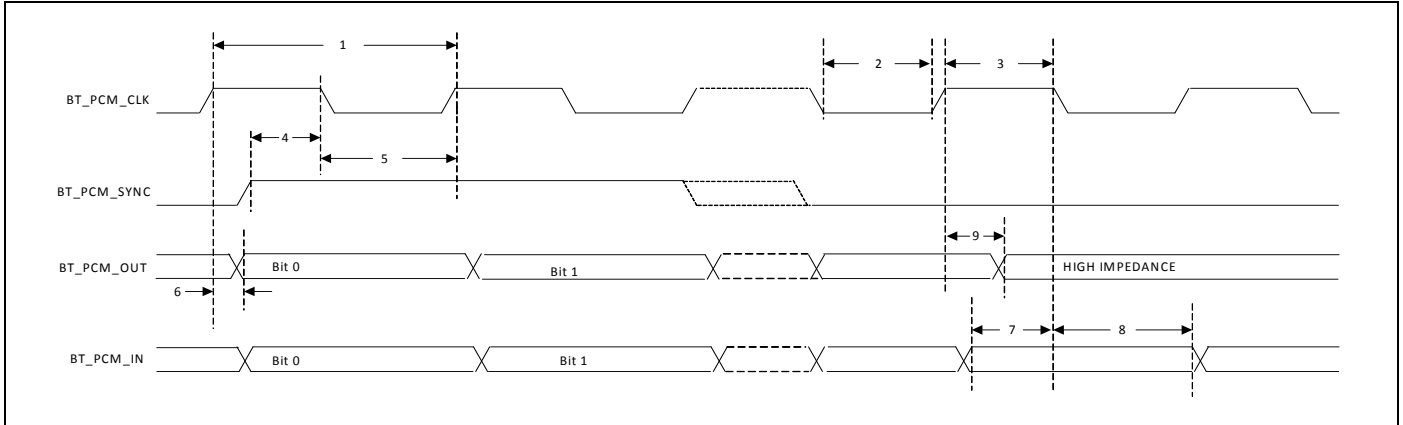 1
2
3
BT_PCM_CLK
4
5
BT_PCM_SYNC
9
BT_PCM_OUT
Bit 0
Bit 1
HIGH IMPEDANCE
6
7
8
BT_PCM_IN
Bit 0
Bit 1